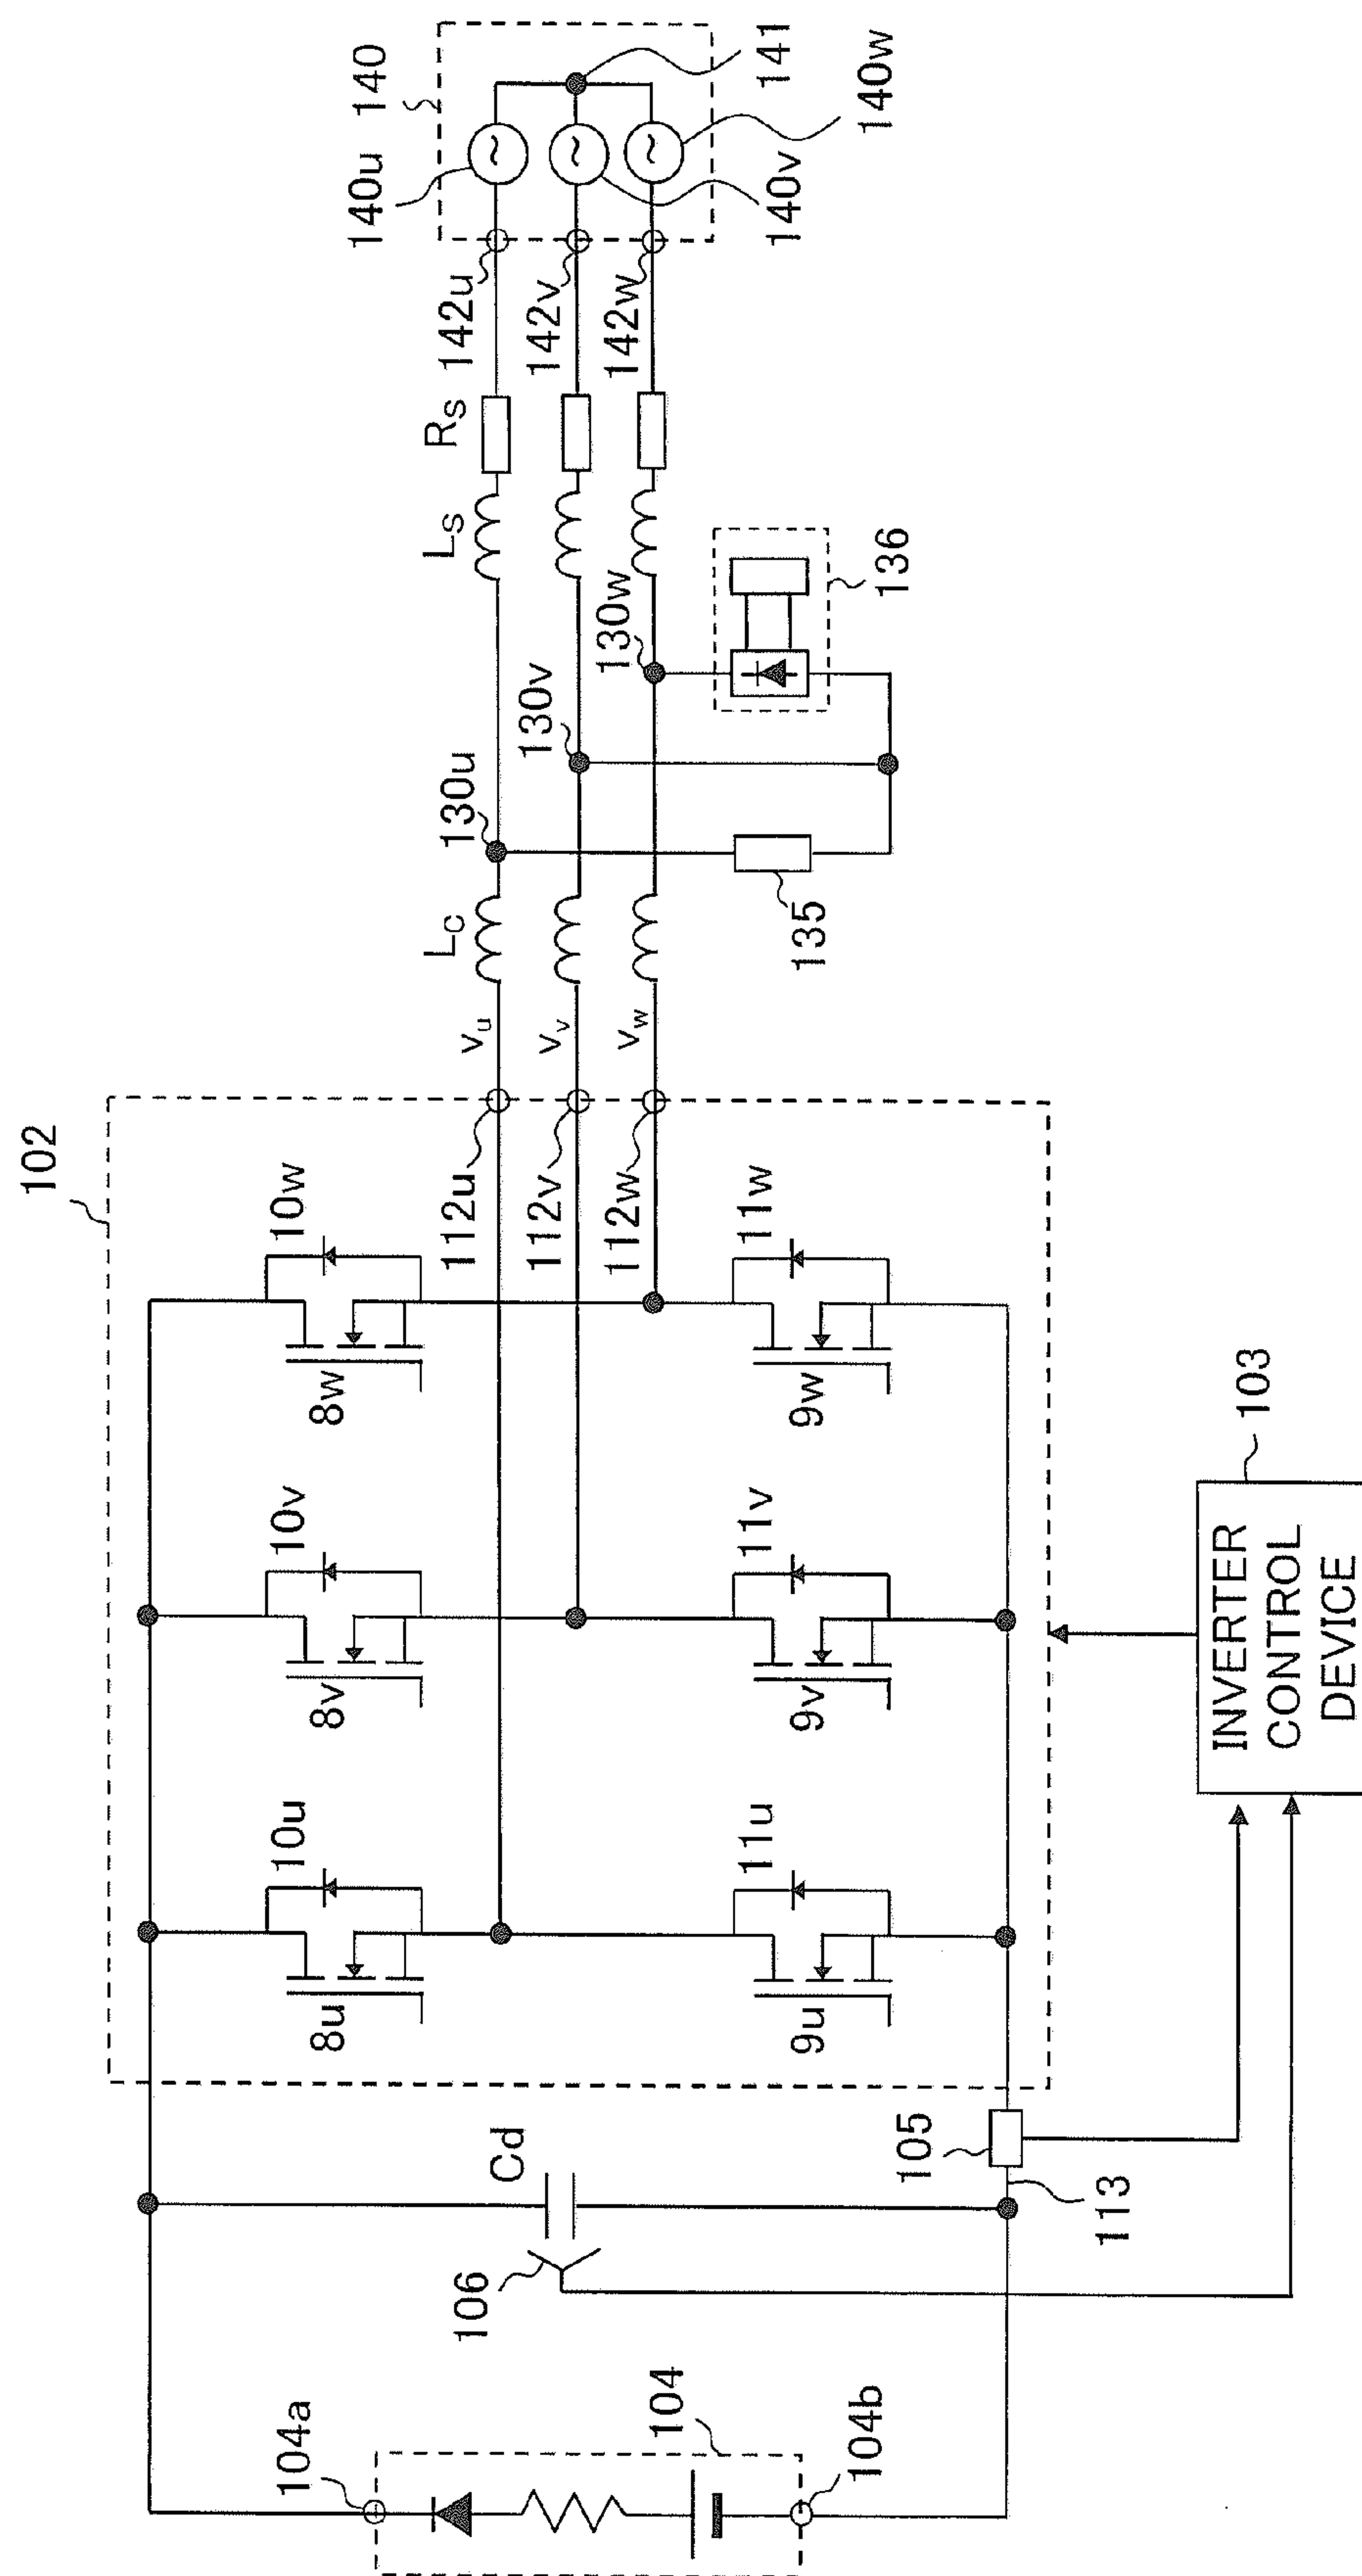 102
10u
10v
10w
8u
8v
8w
11u
11v
11w
9u
9v
9w
112u
112v
112w
vu
vv
vw
LC
130u
130v
130w
LS
RS
142u
142v
142w
140
140u
140v
140w
141
135
136
104a
104
104b
106
Cd
105
113
103
INVERTER
CONTROL
DEVICE